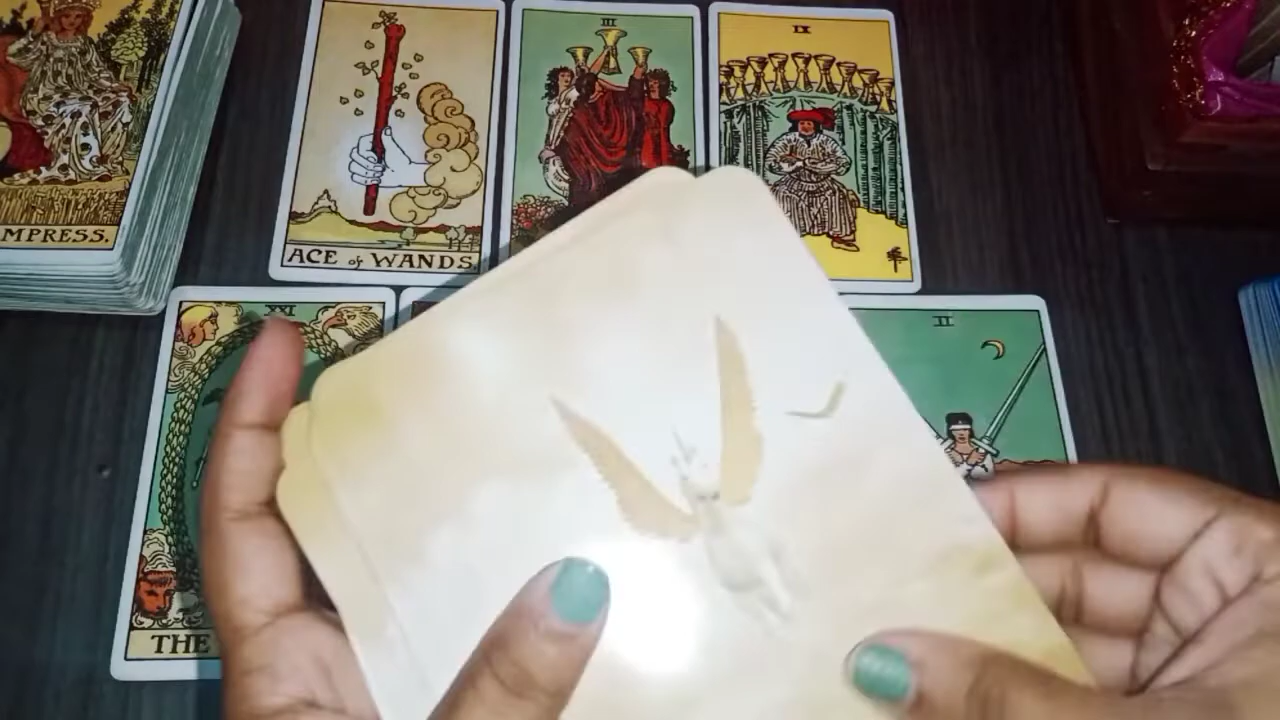 III
IX
MPRESS.
ACE of WANDS.
XXI
II
THE